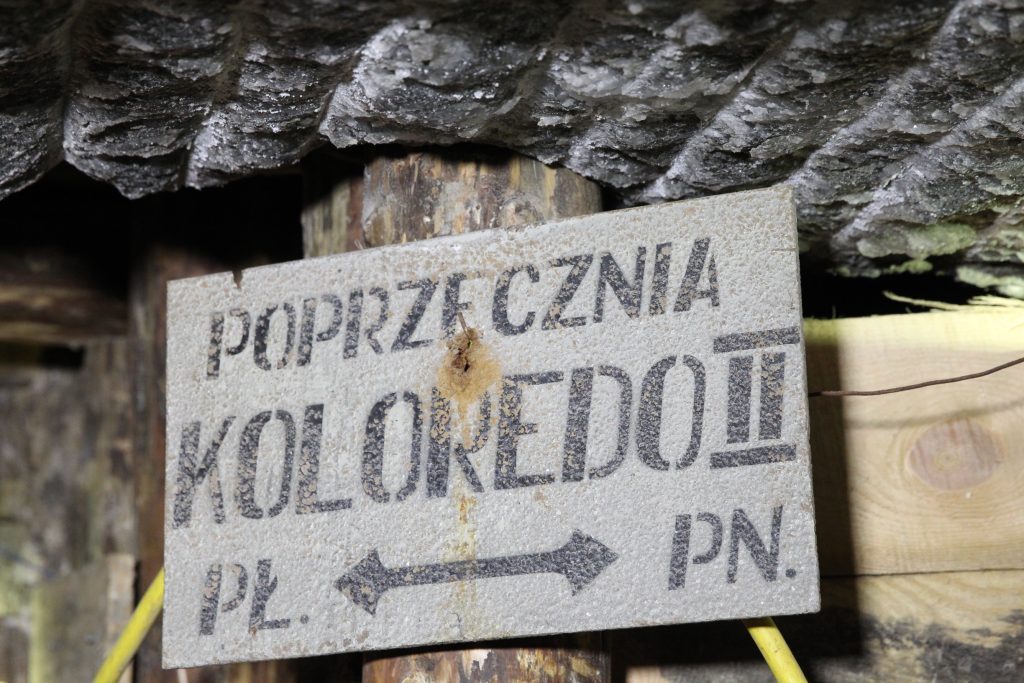 POPRZECZNIA
KOLOREDO II
PŁ. PN.